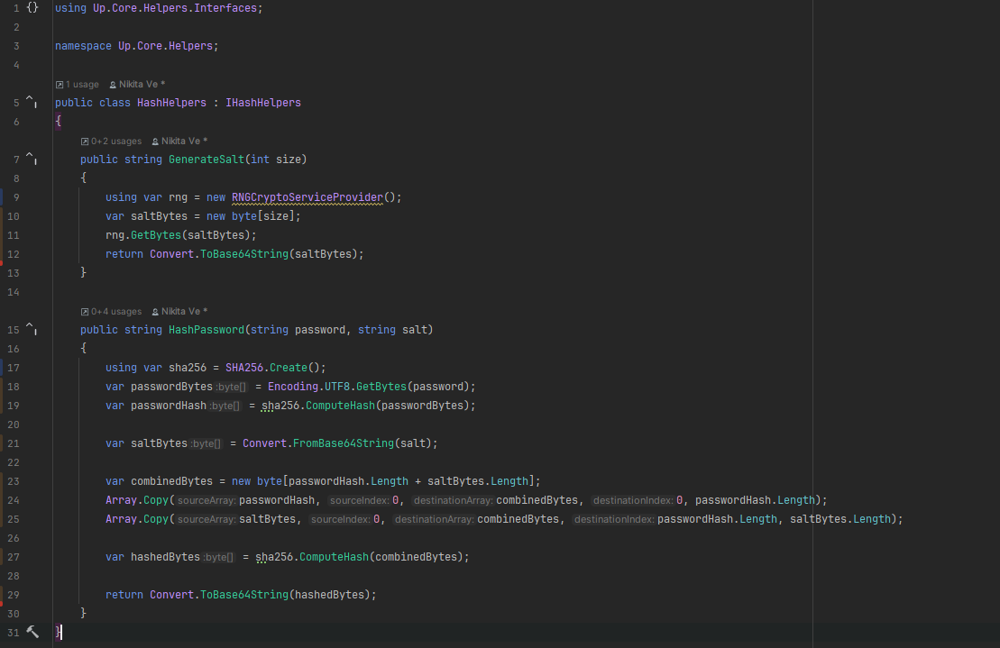 1 {} using Up.Core.Helpers.Interfaces;
2
3 namespace Up.Core.Helpers;
4
1 usage Nikita Ve *
5 public class HashHelpers : IHashHelpers
6 {
0+2 usages Nikita Ve *
7 public string GenerateSalt(int size)
8 {
9 using var rng = new RNGCryptoServiceProvider();
10 var saltBytes = new byte[size];
11 rng.GetBytes(saltBytes);
12 return Convert.ToBase64String(saltBytes);
13 }
14
0+4 usages Nikita Ve *
15 public string HashPassword(string password, string salt)
16 {
17 using var sha256 = SHA256.Create();
18 var passwordBytes :byte[] = Encoding.UTF8.GetBytes(password);
19 var passwordHash :byte[] = sha256.ComputeHash(passwordBytes);
20
21 var saltBytes :byte[] = Convert.FromBase64String(salt);
22
23 var combinedBytes = new byte[passwordHash.Length + saltBytes.Length];
24 Array.Copy( sourceArray: passwordHash, sourceIndex: 0, destinationArray: combinedBytes, destinationIndex: 0, passwordHash.Length);
25 Array.Copy( sourceArray: saltBytes, sourceIndex: 0, destinationArray: combinedBytes, destinationIndex: passwordHash.Length, saltBytes.Length);
26
27 var hashedBytes :byte[] = sha256.ComputeHash(combinedBytes);
28
29 return Convert.ToBase64String(hashedBytes);
30 }
31 }